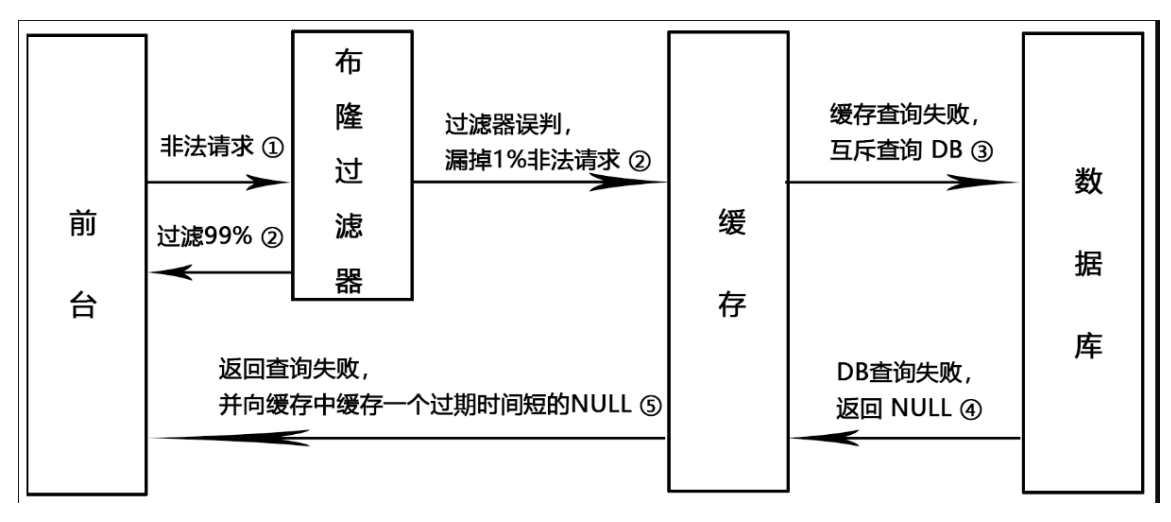 前台
非法请求 ①
过滤99% ②
布隆过滤器
过滤器误判，
漏掉1%非法请求 ②
缓存
缓存查询失败，
互斥查询 DB ③
数据库
DB查询失败，
返回 NULL ④
返回查询失败，
并向缓存中缓存一个过期时间短的NULL ⑤